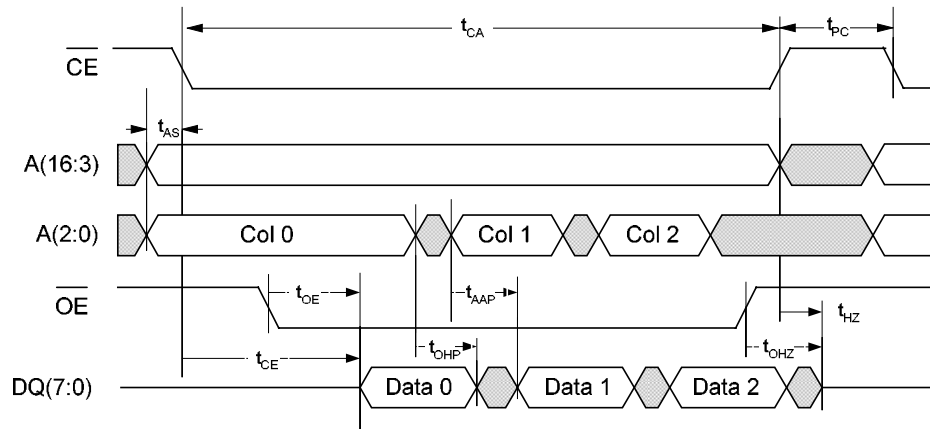 tCA
tPC
CE
tAS
A(16:3)
A(2:0)
Col 0
Col 1
Col 2
OE
tOE
tAAP
tHZ
tCE
tOHP
tOHZ
DQ(7:0)
Data 0
Data 1
Data 2